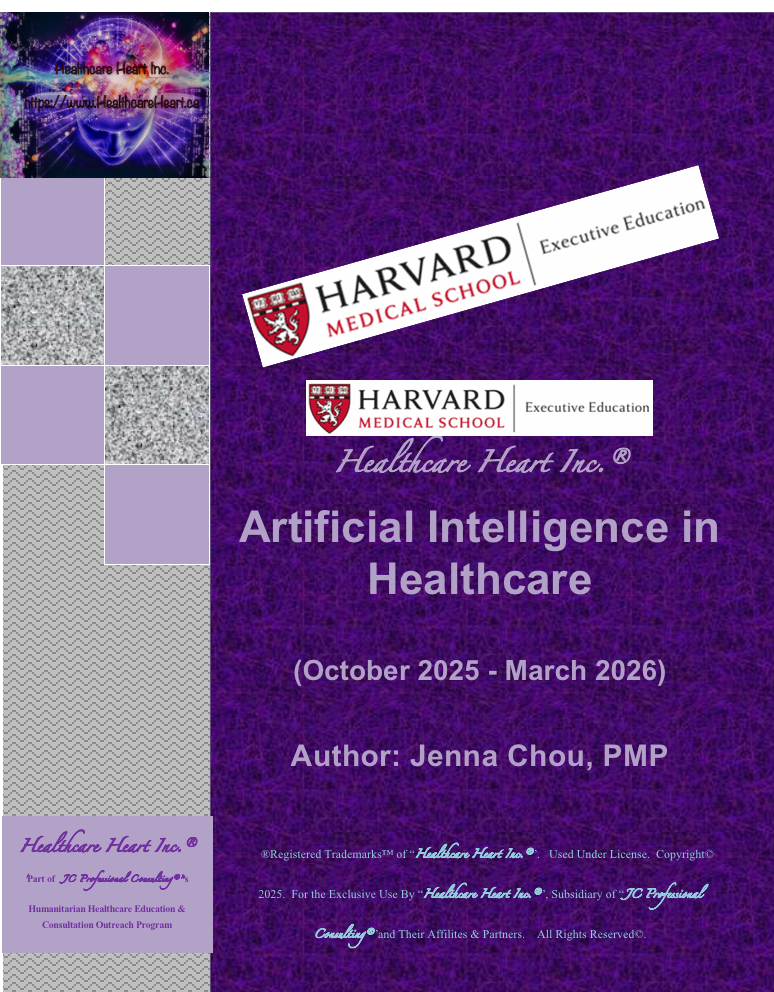 Healthcare Heart Inc.
https://www.HealthcareHeart.ca
HARVARD
MEDICAL SCHOOL
Executive Education
HARVARD
MEDICAL SCHOOL
Executive Education
Healthcare Heart Inc.®
Artificial Intelligence in
Healthcare
(October 2025 - March 2026)
Author: Jenna Chou, PMP
Healthcare Heart Inc.®
Part of JC Professional Consulting®'s
Humanitarian Healthcare Education &
Consultation Outreach Program
®Registered Trademarks™ of “Healthcare Heart Inc.®”. Used Under License. Copyright©
2025. For the Exclusive Use By “Healthcare Heart Inc.®”, Subsidiary of “JC Professional
Consulting®”and Their Affilites & Partners. All Rights Reserved©.